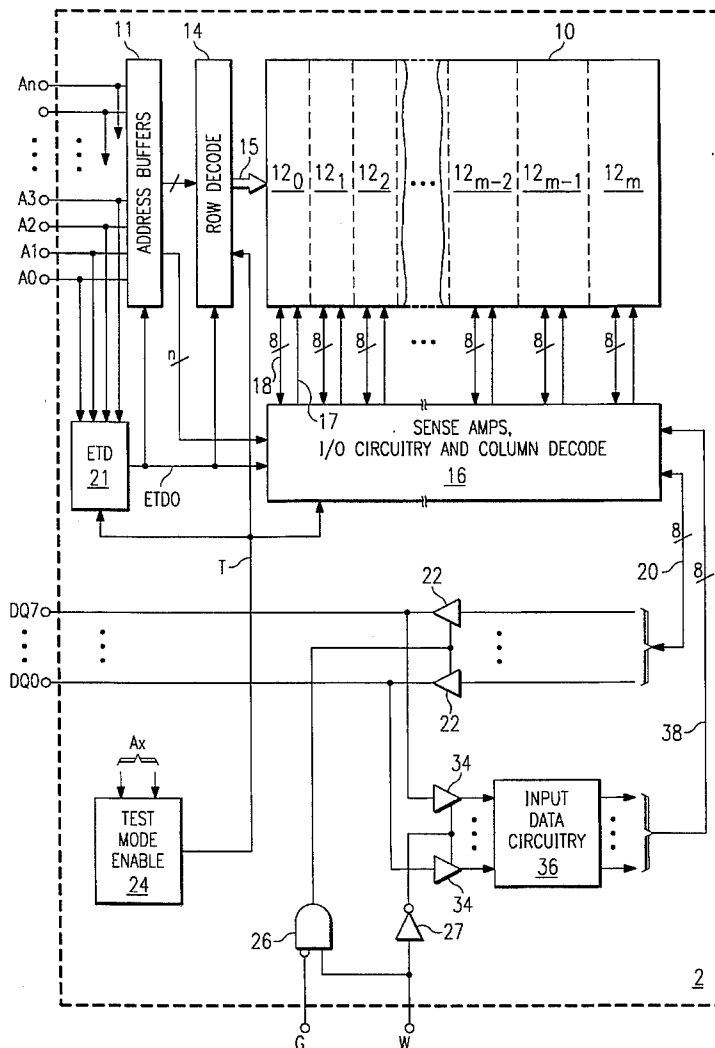 11
14
10
An
ADDRESS BUFFERS
ROW DECODE
15
12₀ 12₁ 12₂ ... 12ₘ₋₂ 12ₘ₋₁ 12ₘ
A3
A2
A1
A0
n
8 8 8 ... 8 8 8
18
17
ETD
21
ETDO
SENSE AMPS,
I/O CIRCUITRY AND COLUMN DECODE
16
8
20
8
T
22
DQ7
DQ0
22
38
Ax
34
TEST
MODE
ENABLE
24
INPUT
DATA
CIRCUITRY
36
34
26
27
2
G
W